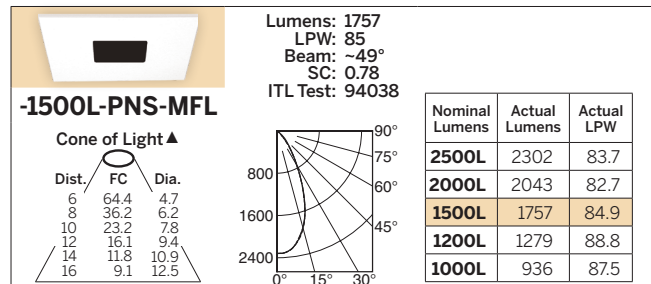 Lumens: 1757
LPW: 85
Beam: ~49°
SC: 0.78
ITL Test: 94038
-1500L-PNS-MFL
Cone of Light▲
Dist. FC Dia.
6 64.4 4.7
8 36.2 6.2
10 23.2 7.8
12 16.1 9.4
14 11.8 10.9
16 9.1 12.5
90°
75°
60°
45°
800
1600
2400
0° 15° 30°
Nominal Lumens Actual Lumens Actual LPW
2500L 2302 83.7
2000L 2043 82.7
1500L 1757 84.9
1200L 1279 88.8
1000L 936 87.5